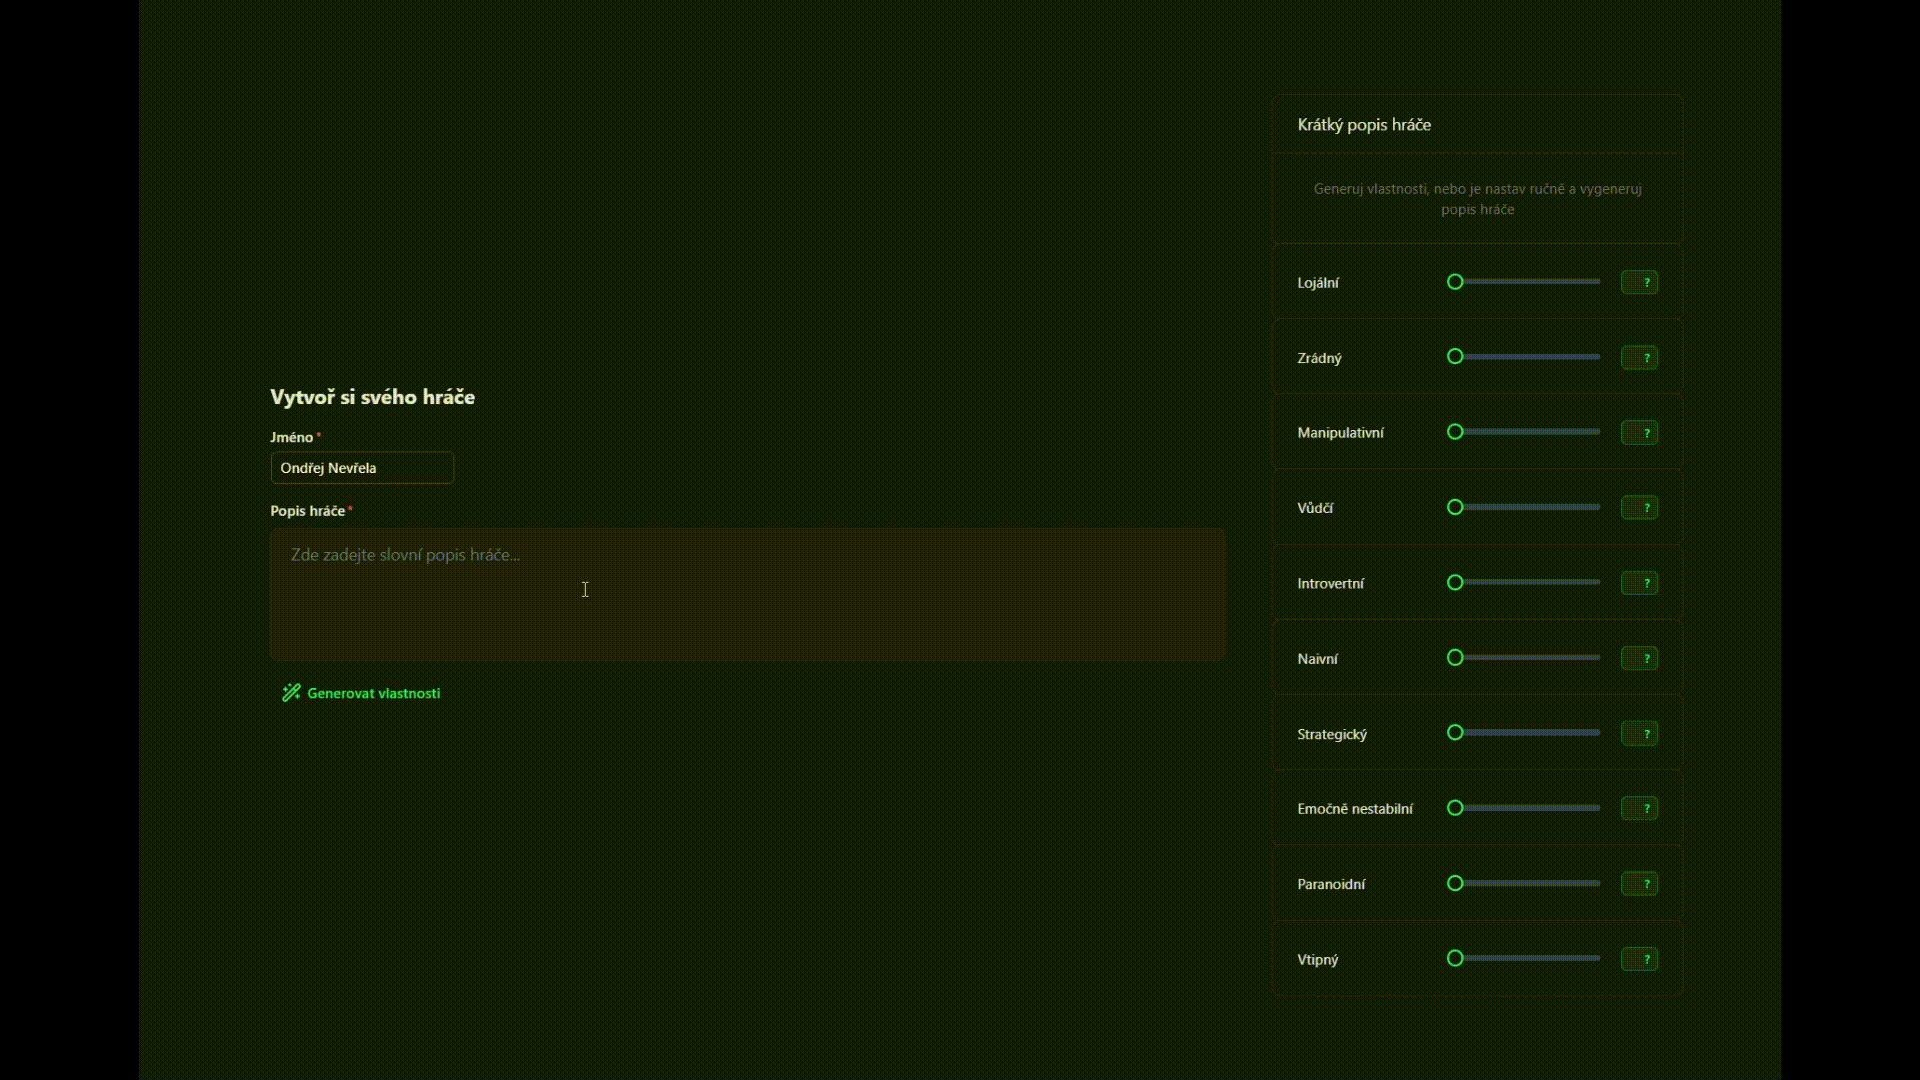 Vytvoř si svého hráče
Jméno *
Ondřej Nevřela
Popis hráče *
Zde zadejte slovní popis hráče...
Generovat vlastnosti
Krátký popis hráče
Generuj vlastnosti, nebo je nastav ručně a vygeneruj
popis hráče
Lojální ?
Zrádný ?
Manipulativní ?
Vůdčí ?
Introvertní ?
Naivní ?
Strategický ?
Emočně nestabilní ?
Paranoidní ?
Vtipný ?